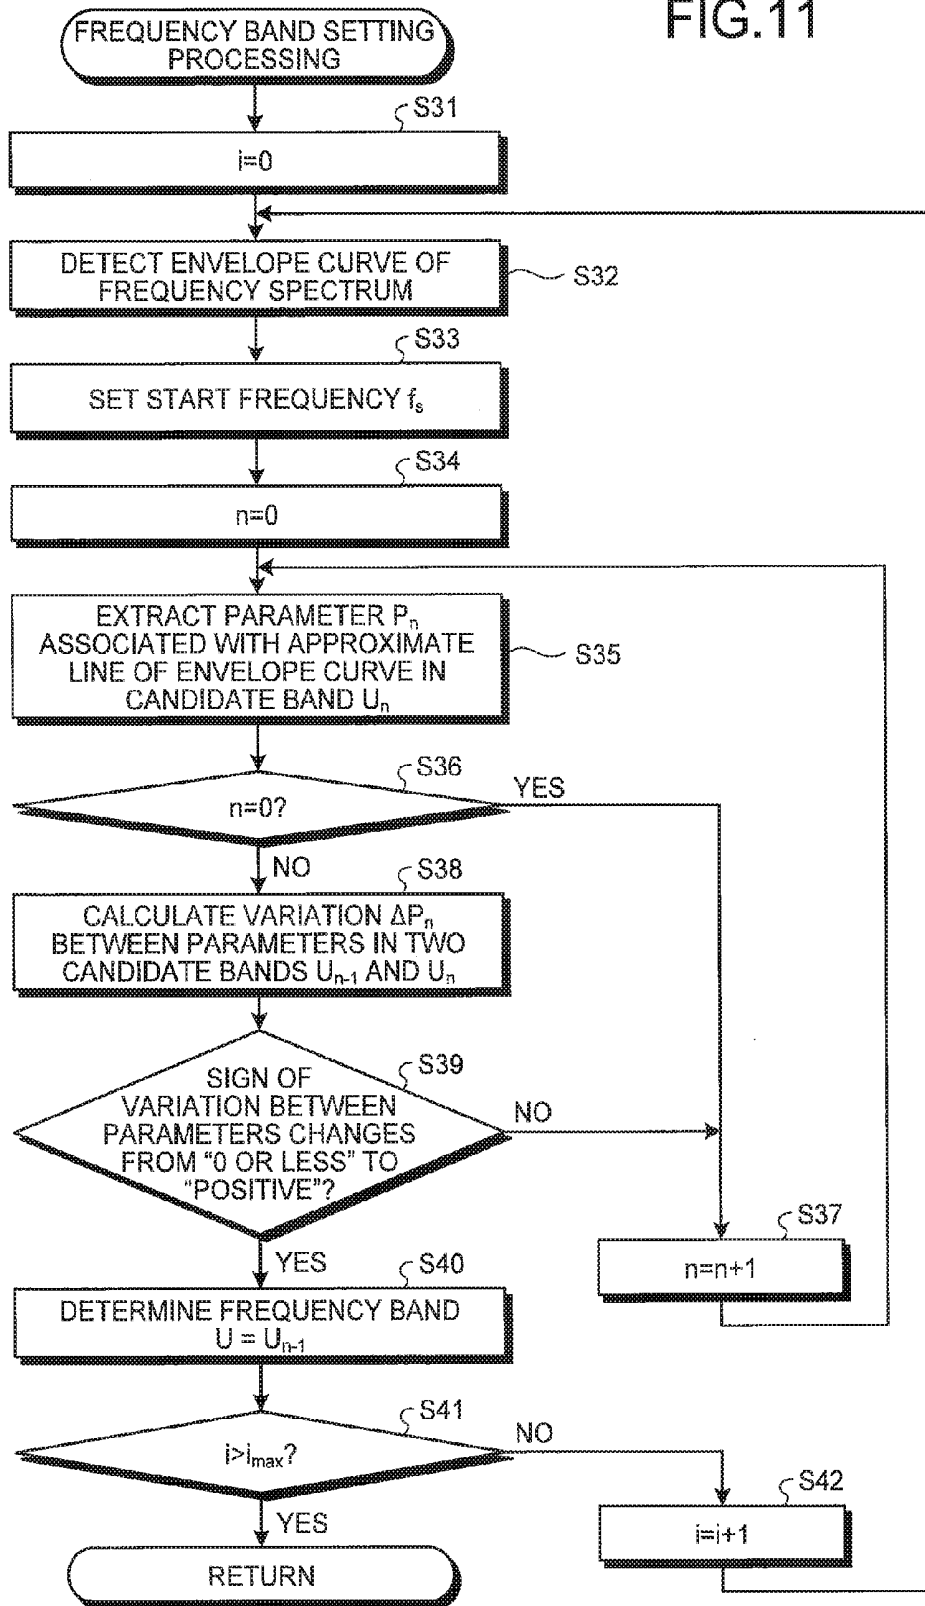 FIG.11
FREQUENCY BAND SETTING
PROCESSING
S31
i=0
DETECT ENVELOPE CURVE OF
FREQUENCY SPECTRUM
S32
S33
SET START FREQUENCY fs
S34
n=0
EXTRACT PARAMETER Pn
ASSOCIATED WITH APPROXIMATE
LINE OF ENVELOPE CURVE IN
CANDIDATE BAND Un
S35
S36
n=0?
YES
NO
S38
CALCULATE VARIATION ΔPn
BETWEEN PARAMETERS IN TWO
CANDIDATE BANDS Un-1 AND Un
S39
SIGN OF
VARIATION BETWEEN
PARAMETERS CHANGES
FROM "0 OR LESS" TO
"POSITIVE"?
NO
S37
n=n+1
YES
S40
DETERMINE FREQUENCY BAND
U = Un-1
S41
i>imax?
NO
S42
i=i+1
YES
RETURN